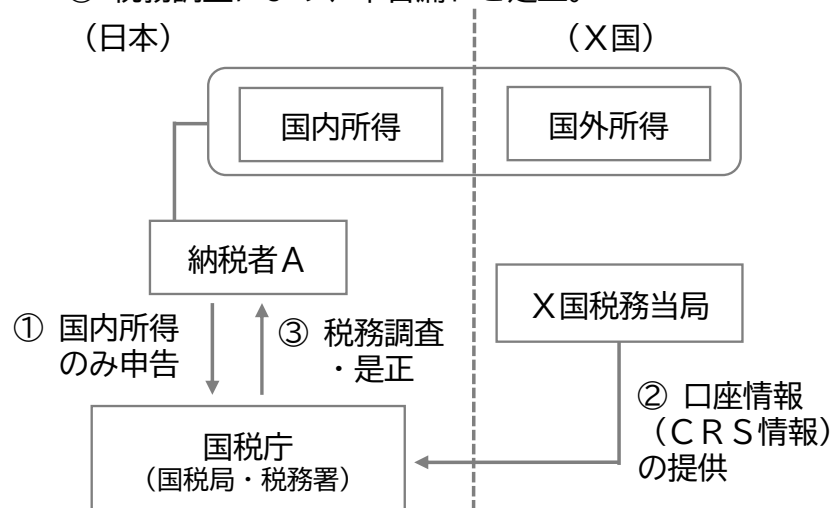 （日本）
（Ｘ国）
国内所得
国外所得
納税者Ａ
Ｘ国税務当局
① 国内所得
のみ申告
③ 税務調査
・是正
② 口座情報
（ＣＲＳ情報）
の提供
国税庁
（国税局・税務署）